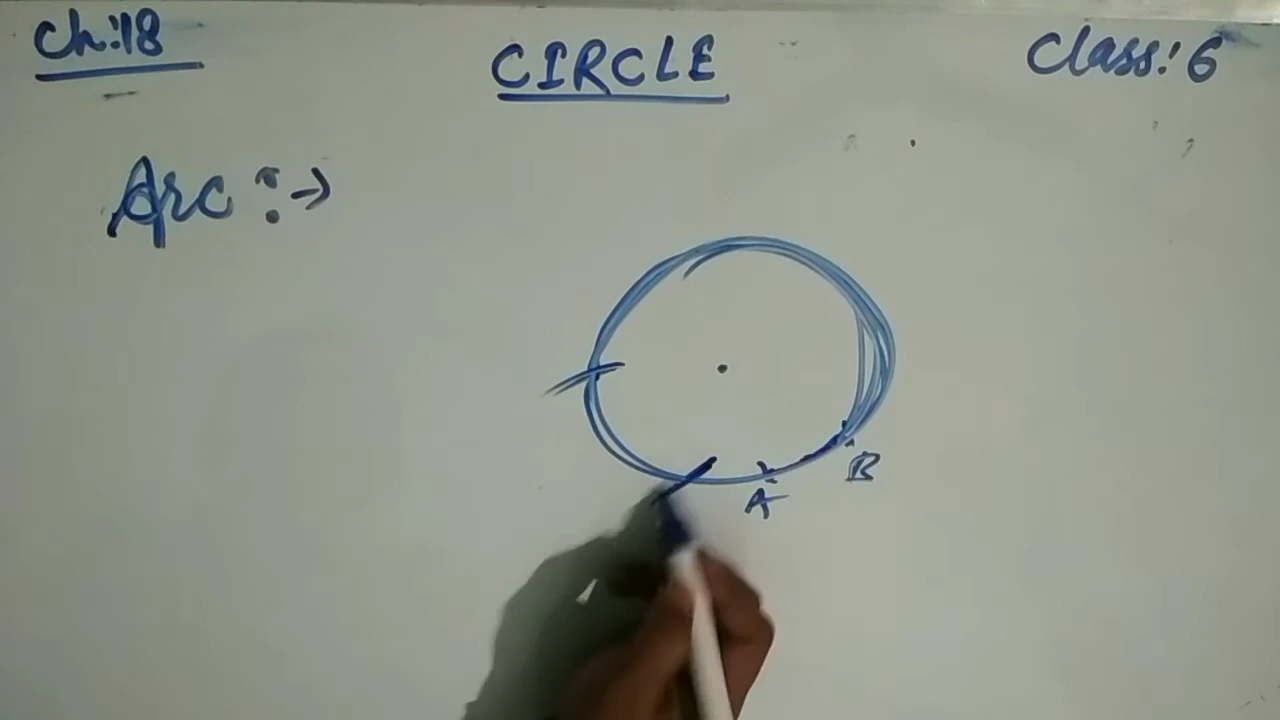 Ch:18
CIRCLE
Class: 6
Arc :→
A
B